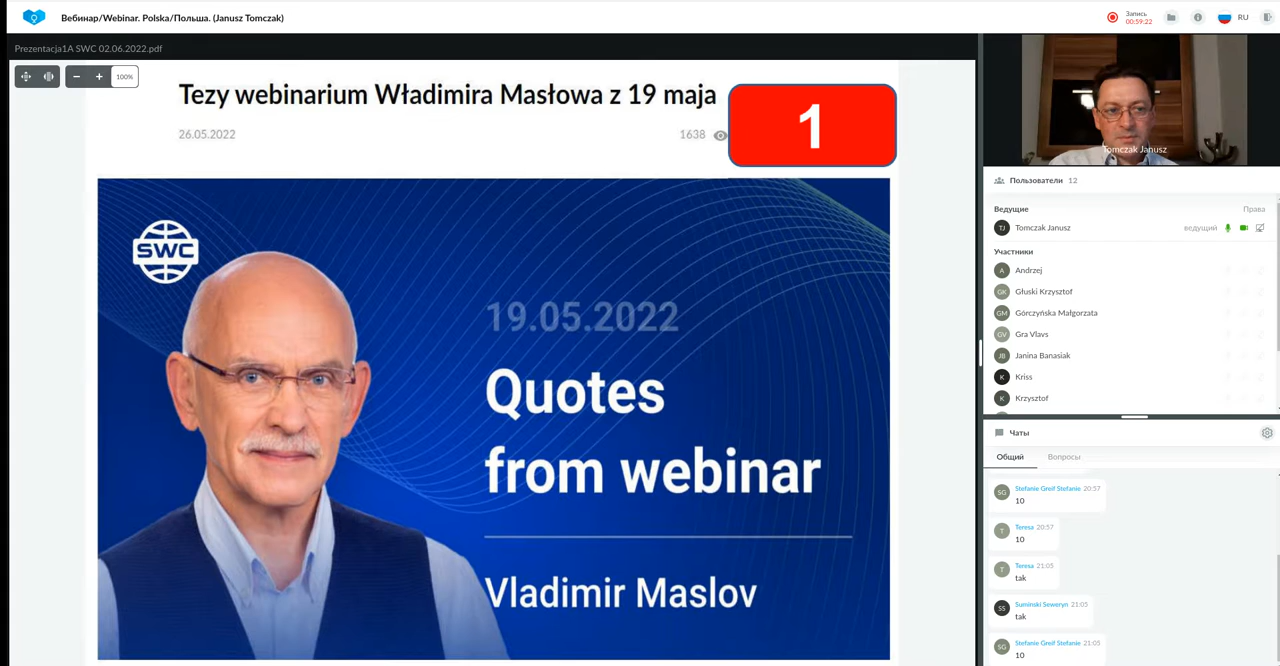 Вебинар/Webinar. Polska/Польша. (Janusz Tomczak)
Запись
00:59:22
RU
Prezentacja1A SWC 02.06.2022.pdf
100%
Tezy webinarium Władimira Masłowa z 19 maja
26.05.2022
1638
1
SWC
19.05.2022
Quotes
from webinar
Vladimir Maslov
Tomczak Janusz
Пользователи 12
Ведущие
Права
TJ Tomczak Janusz ведущий
Участники
A Andrzej
GK Głuski Krzysztof
GM Górczyńska Małgorzata
GV Gra Vlavs
JB Janina Banasiak
K Kriss
K Krzysztof
Чаты
Общий Вопросы
SG Stefanie Greif Stefanie 20:57
10
T Teresa 20:57
10
T Teresa 21:05
tak
SS Sumimski Seweryn 21:05
tak
SG Stefanie Greif Stefanie 21:05
10